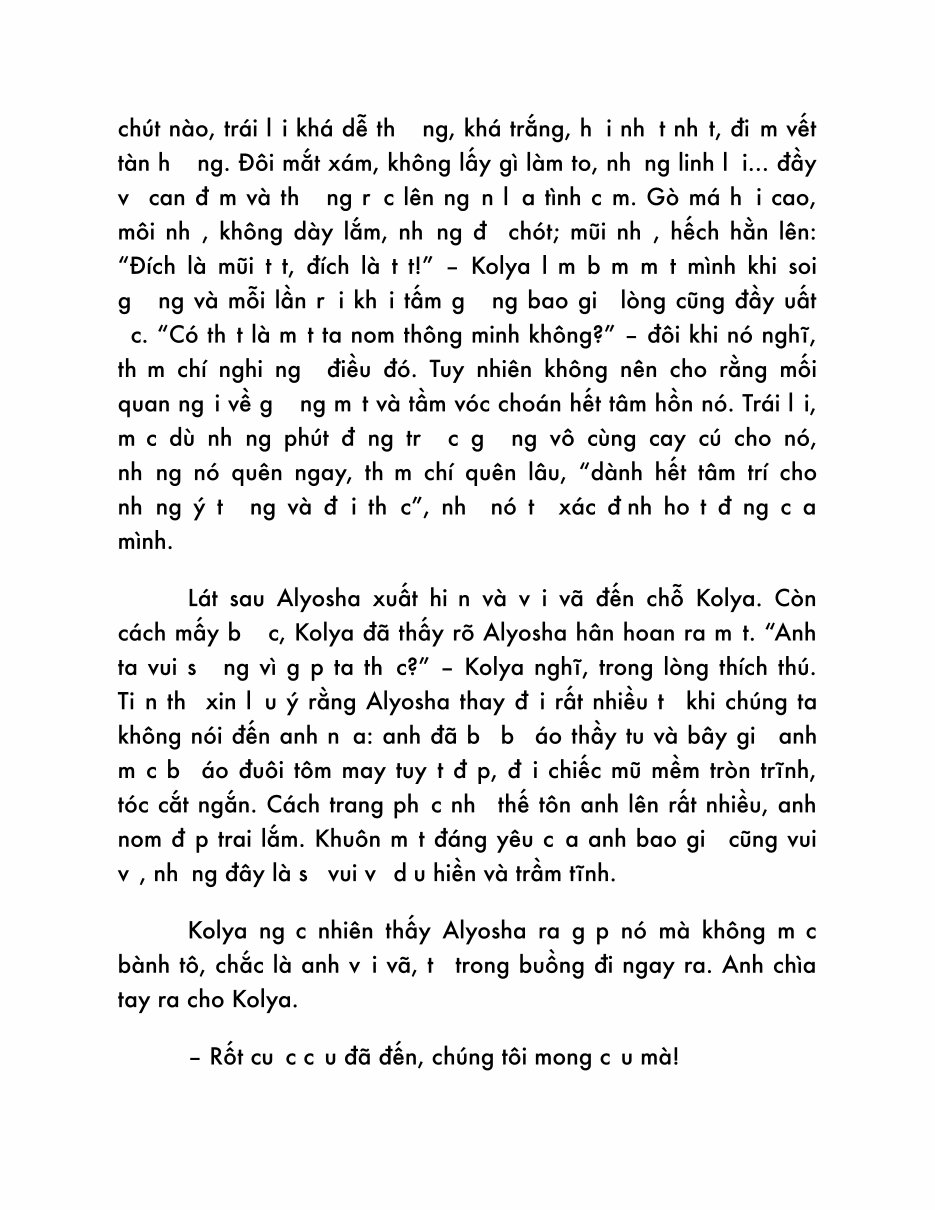 chút nào, trái l i khá dễ th ng, khá trắng, h i nh t nh t, đi m vết
tàn h ng. Đôi mắt xám, không lấy gì làm to, nh ng linh l i... đầy
v can đ m và th ng r c lên ng n l a tình c m. Gò má h i cao,
môi nh , không dày lắm, nh ng đ chót; mũi nh , hếch hằn lên:
“Đích là mũi t t, đích là t t!” – Kolya l m b m m t mình khi soi
g ng và mỗi lần r i kh i tấm g ng bao gi lòng cũng đầy uất
c. “Có th t là m t ta nom thông minh không?” – đôi khi nó nghĩ,
th m chí nghi ng điều đó. Tuy nhiên không nên cho rằng mối
quan ng i về g ng m t và tầm vóc choán hết tâm hồn nó. Trái l i,
m c dù nh ng phút đ ng tr c g ng vô cùng cay cú cho nó,
nh ng nó quên ngay, th m chí quên lâu, “dành hết tâm trí cho
nh ng ý t ng và đ i th c”, nh nó t xác đ nh ho t đ ng c a
mình.
Lát sau Alyosha xuất hi n và v i vã đến chỗ Kolya. Còn
cách mấy b c, Kolya đã thấy rõ Alyosha hân hoan ra m t. “Anh
ta vui s ng vì g p ta th c?” – Kolya nghĩ, trong lòng thích thú.
Ti n th xin l u ý rằng Alyosha thay đ i rất nhiều t khi chúng ta
không nói đến anh n a: anh đã b b áo thầy tu và bây gi anh
m c b áo đuôi tôm may tuy t đ p, đ i chiếc mũ mềm tròn trĩnh,
tóc cắt ngắn. Cách trang ph c nh thế tôn anh lên rất nhiều, anh
nom đ p trai lắm. Khuôn m t đáng yêu c a anh bao gi cũng vui
v , nh ng đây là s vui v d u hiền và trầm tĩnh.
Kolya ng c nhiên thấy Alyosha ra g p nó mà không m c
bành tô, chắc là anh v i vã, t trong buồng đi ngay ra. Anh chìa
tay ra cho Kolya.
– Rốt cu c c u đã đến, chúng tôi mong c u mà!